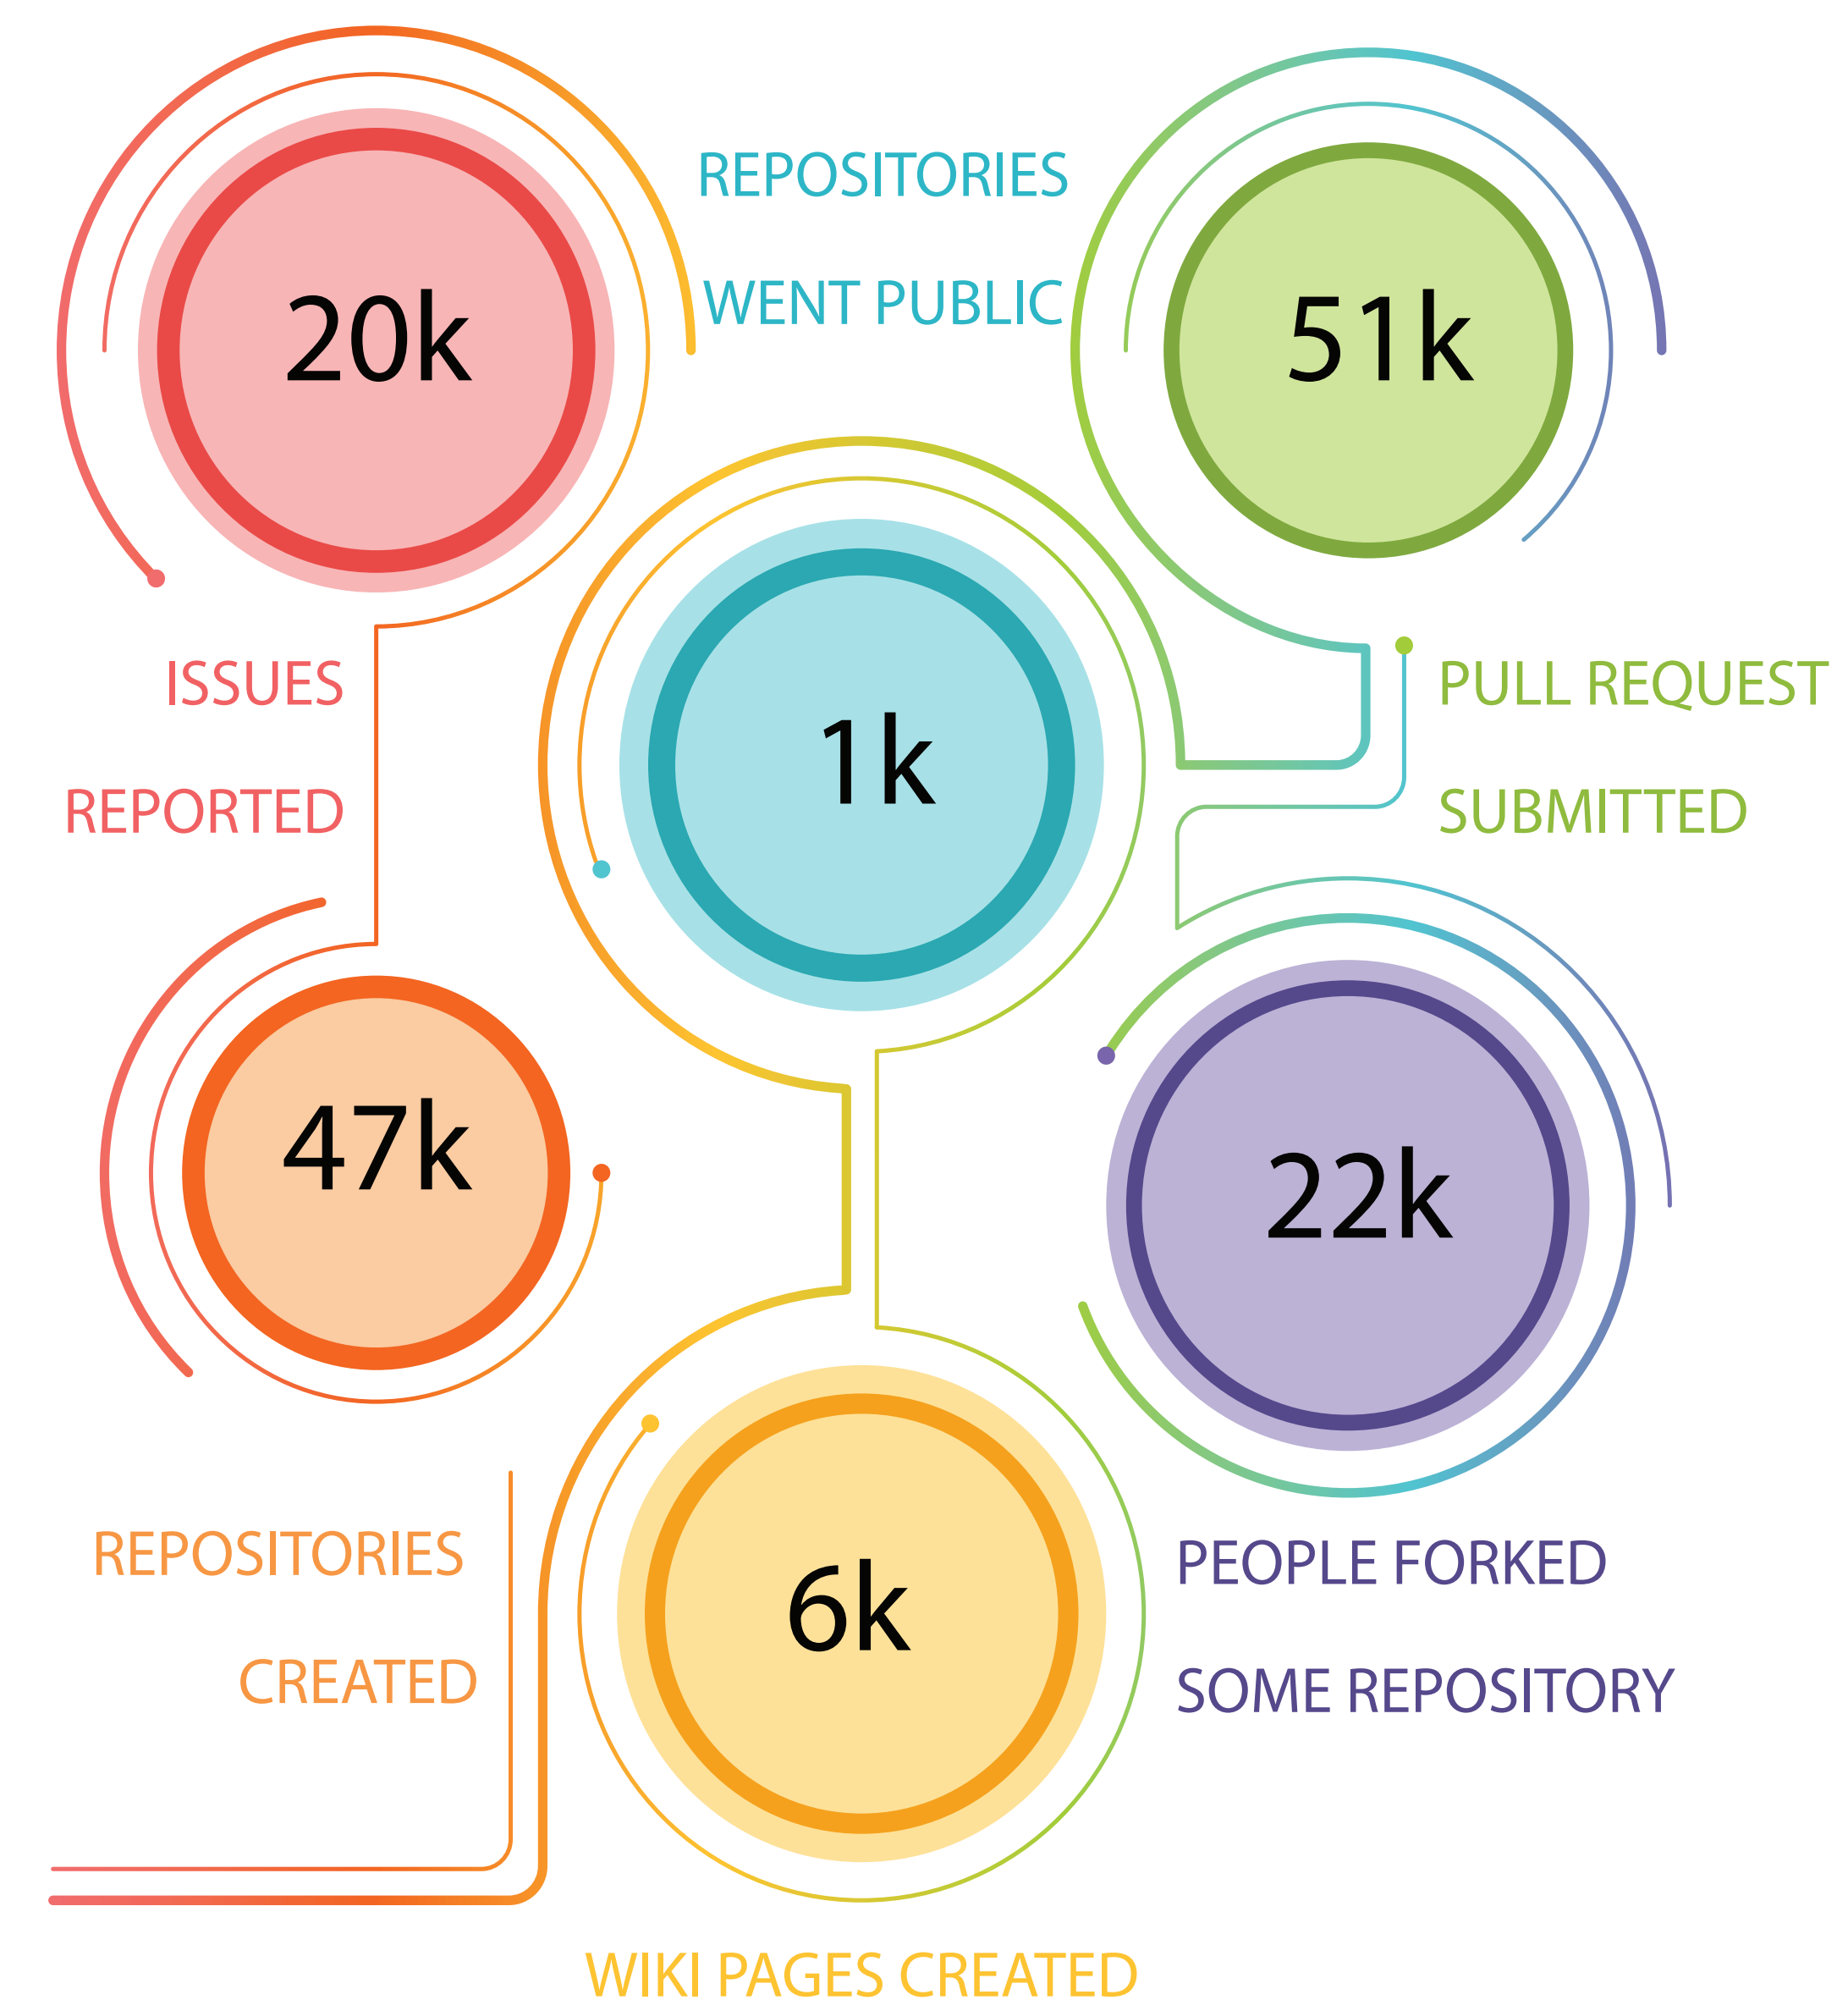 REPOSITORIES
WENT PUBLIC
20k
51k
ISSUES
REPORTED
1k
PULL REQUEST
SUBMITTED
47k
22k
REPOSITORIES
CREATED
6k
PEOPLE FORKED
SOME REPOSITORY
WIKI PAGES CREATED